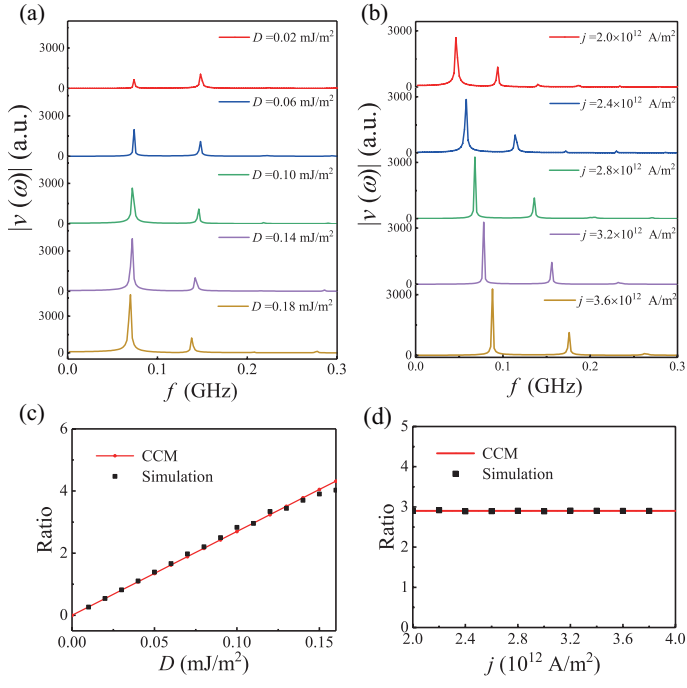 (a)
D =0.02 mJ/m²
D =0.06 mJ/m²
D =0.10 mJ/m²
D =0.14 mJ/m²
D =0.18 mJ/m²
3000
0
3000
0
3000
0
3000
0
3000
0
|v (ω)| (a.u.)
0.0 0.1 0.2 0.3
f (GHz)
(b)
j =2.0×10¹² A/m²
j =2.4×10¹² A/m²
j =2.8×10¹² A/m²
j =3.2×10¹² A/m²
j =3.6×10¹² A/m²
3000
0
3000
0
3000
0
3000
0
3000
0
|v (ω)| (a.u.)
0.0 0.1 0.2 0.3
f (GHz)
(c)
CCM
Simulation
6
4
2
0
Ratio
0.00 0.05 0.10 0.15
D (mJ/m²)
(d)
CCM
Simulation
5
4
3
2
1
0
Ratio
2.0 2.4 2.8 3.2 3.6 4.0
j (10¹² A/m²)